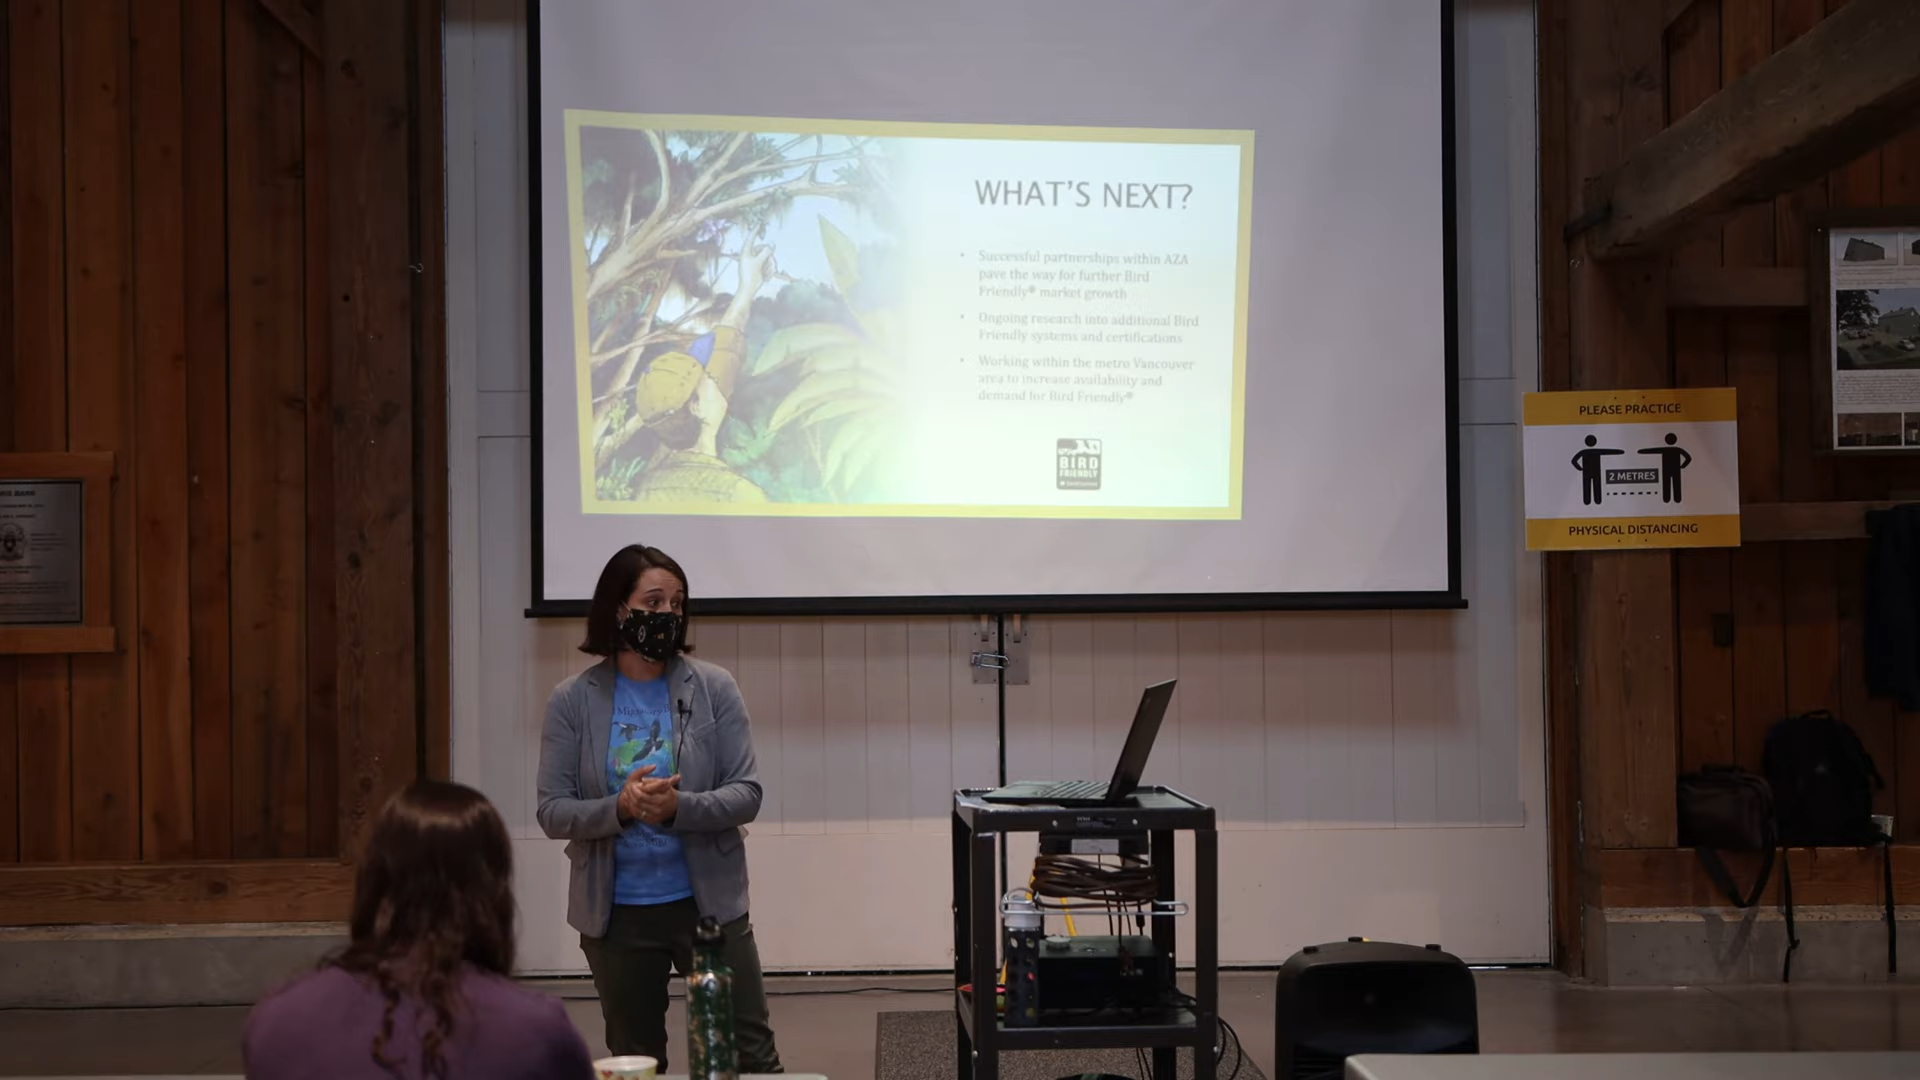 WHAT'S NEXT?
• Successful partnerships within AZA
pave the way for further Bird
Friendly® market growth
• Ongoing research into additional Bird
Friendly systems and certifications
• Working within the metro Vancouver
area to increase availability and
demand for Bird Friendly®
BIRD
FRIENDLY
PLEASE PRACTICE
2 METRES
PHYSICAL DISTANCING